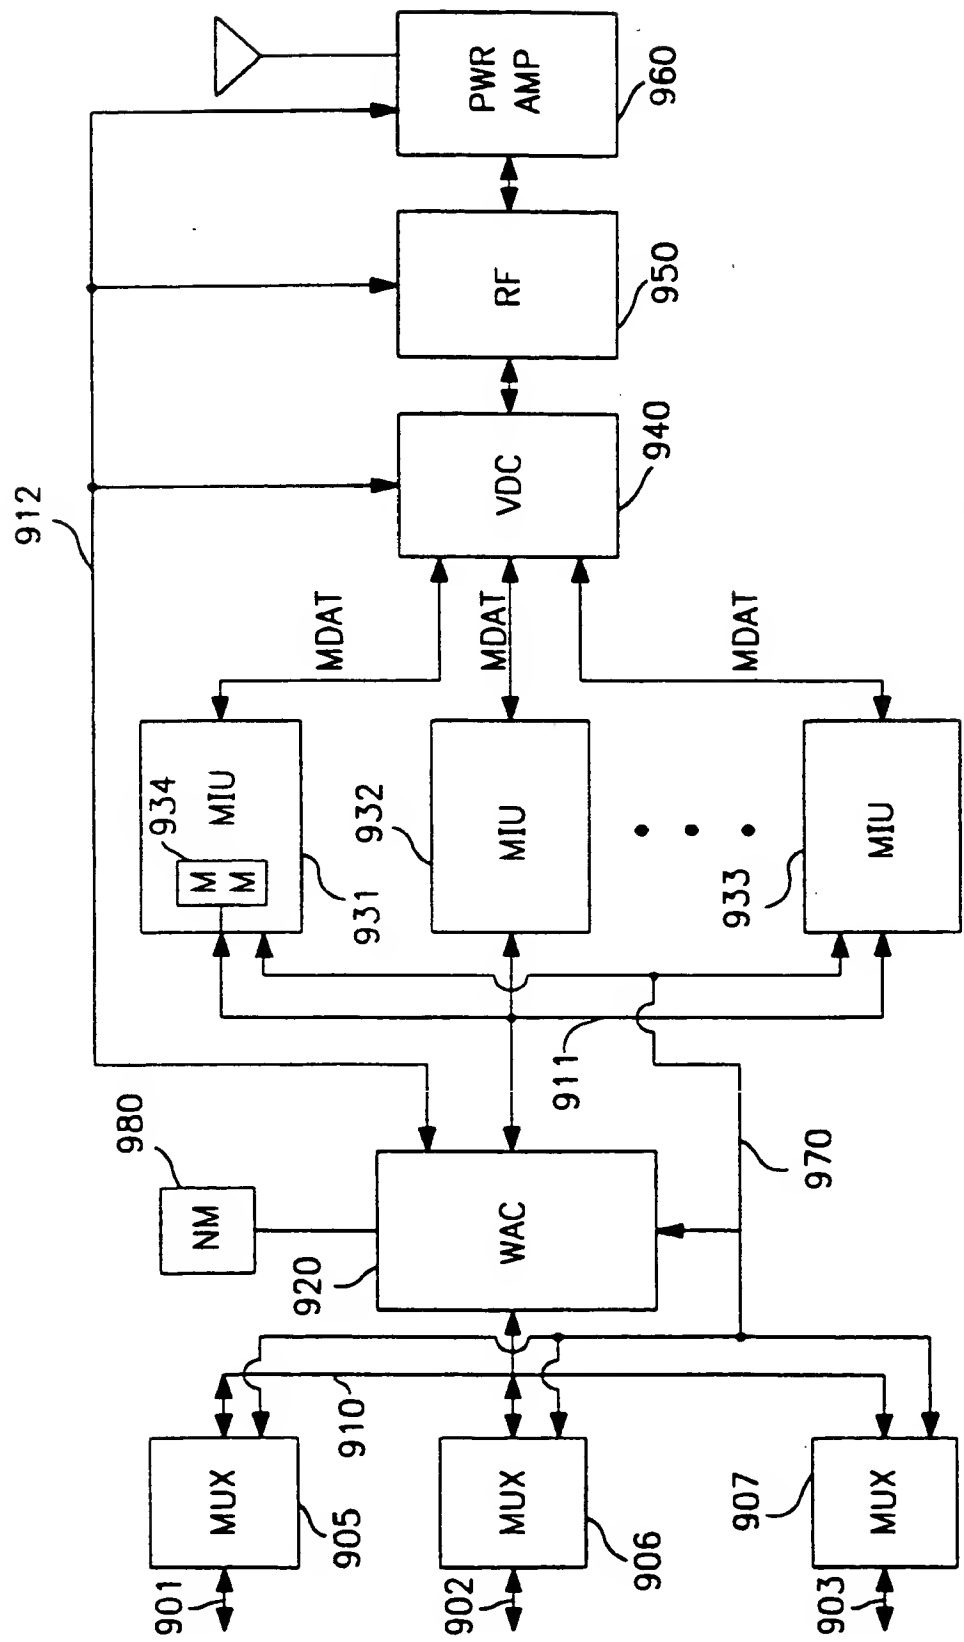 912
PWR
AMP
960
RF
950
VDC
940
MDAT
MDAT
MDAT
934
M M
MIU
931
932
MIU
933
MIU
911
970
980
NM
920
WAC
910
901
MUX
905
902
MUX
906
903
MUX
907